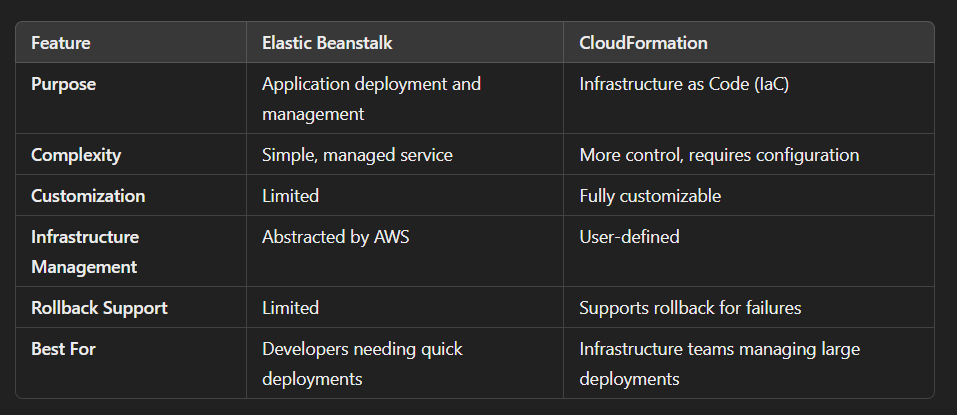 Feature Elastic Beanstalk CloudFormation
Purpose Application deployment and management Infrastructure as Code (IaC)
Complexity Simple, managed service More control, requires configuration
Customization Limited Fully customizable
Infrastructure Management Abstracted by AWS User-defined
Rollback Support Limited Supports rollback for failures
Best For Developers needing quick deployments Infrastructure teams managing large deployments